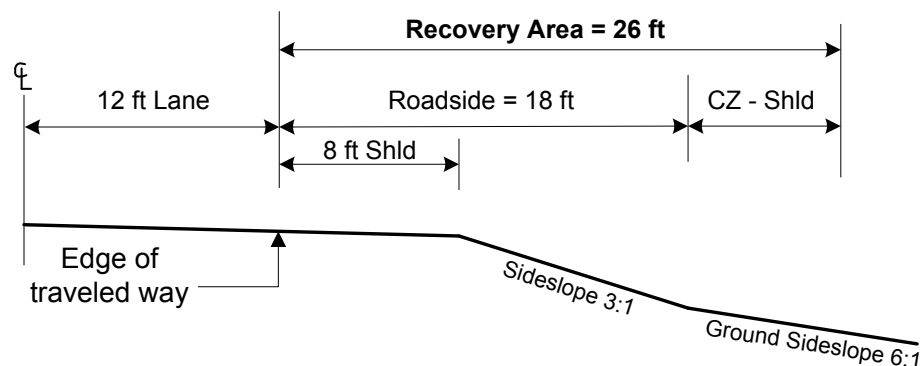 Recovery Area = 26 ft
℄
12 ft Lane
Roadside = 18 ft
CZ - Shld
8 ft Shld
Edge of
traveled way
Sideslope 3:1
Ground Sideslope 6:1